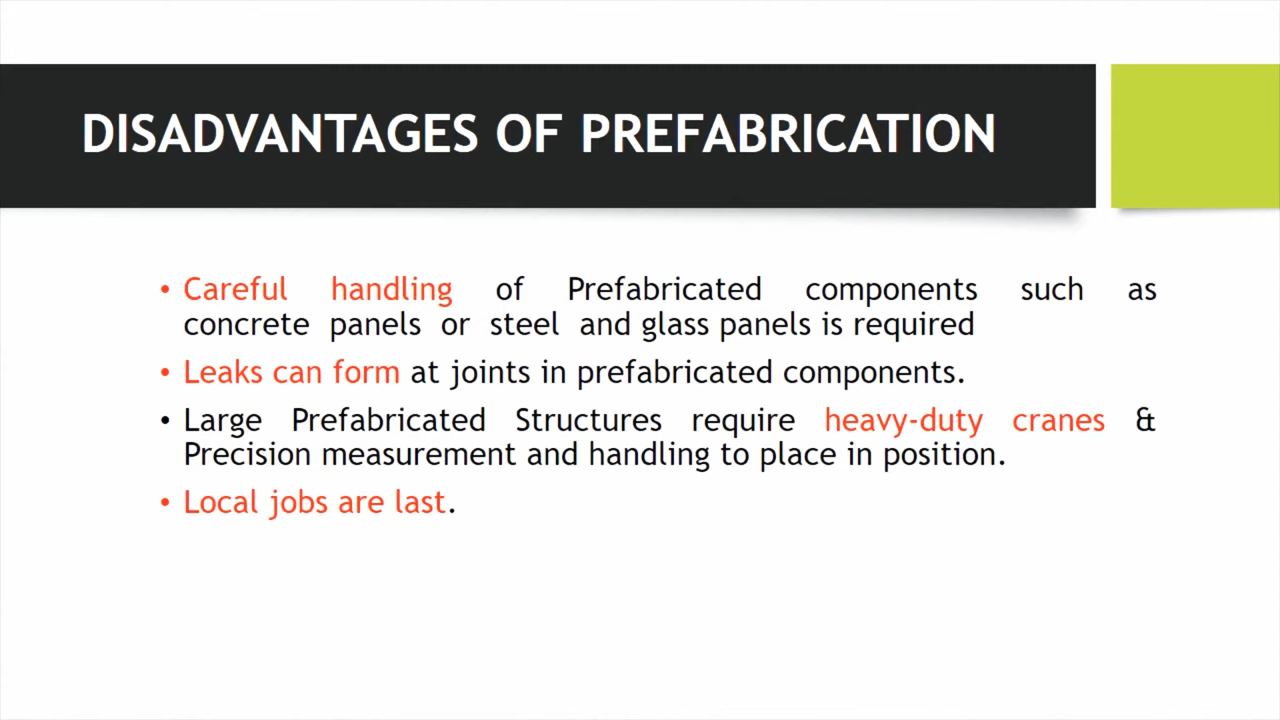 DISADVANTAGES OF PREFABRICATION
• Careful handling of Prefabricated components such as
concrete panels or steel and glass panels is required
• Leaks can form at joints in prefabricated components.
• Large Prefabricated Structures require heavy-duty cranes &
Precision measurement and handling to place in position.
• Local jobs are last.